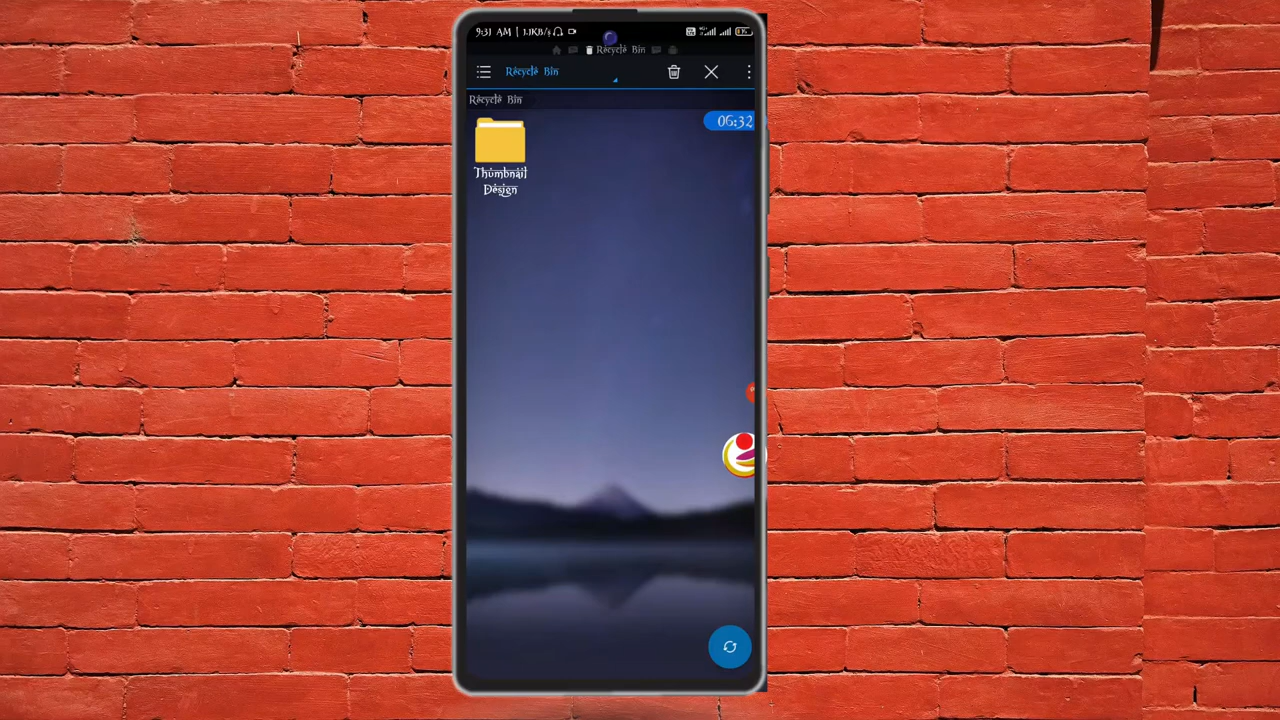 9:31 AM | 1.1KB/s
Recycle Bin
Recycle Bin
Recycle Bin
06:32
Thumbnail
Design